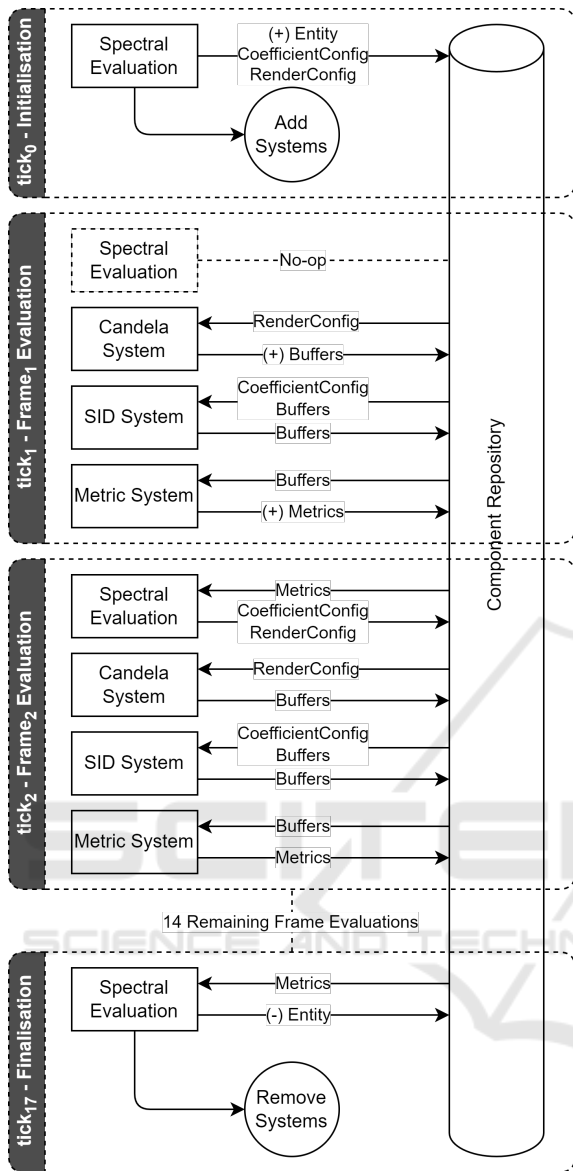 tick0 - Initialisation
Spectral
Evaluation
(+) Entity
CoefficientConfig
RenderConfig
Add
Systems
tick1 - Frame1 Evaluation
Spectral
Evaluation
No-op
Candela
System
RenderConfig
(+) Buffers
SID System
CoefficientConfig
Buffers
Buffers
Metric System
Buffers
(+) Metrics
Component Repository
tick2 - Frame2 Evaluation
Spectral
Evaluation
Metrics
CoefficientConfig
RenderConfig
Candela
System
RenderConfig
Buffers
SID System
CoefficientConfig
Buffers
Buffers
Metric System
Buffers
Metrics
14 Remaining Frame Evaluations
SCIENCE AND
tick17 - Finalisation
Spectral
Evaluation
Metrics
(-) Entity
Remove
Systems